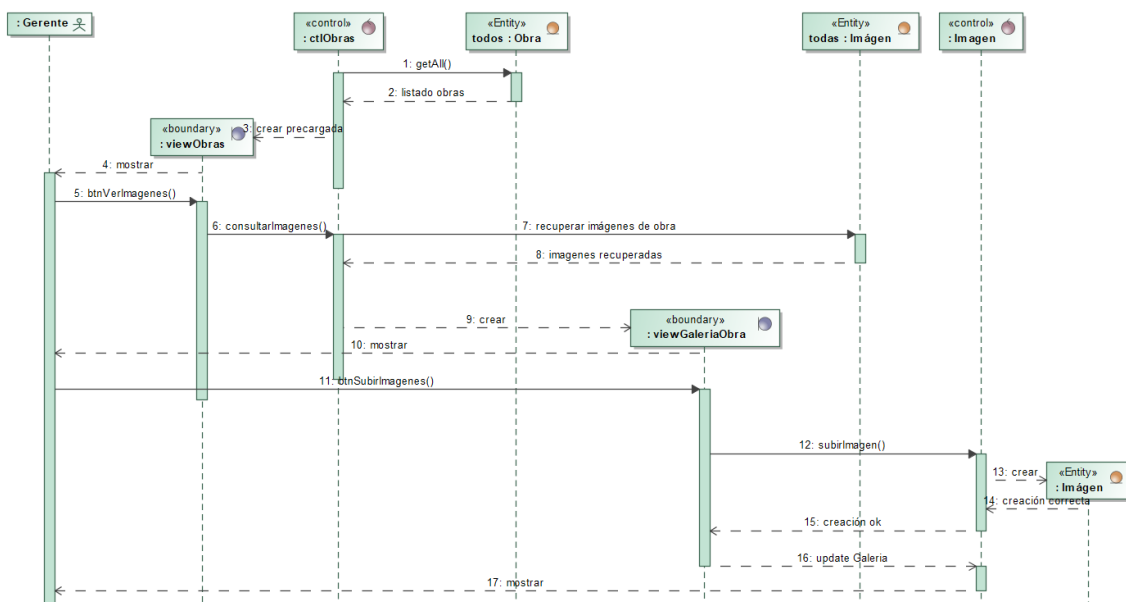 : Gerente
«control»
: ctlObras
«Entity»
todos : Obra
«Entity»
todas : Imágen
«control»
: Imagen
1: getAll()
2: listado obras
3: crear precargada
«boundary»
: viewObras
4: mostrar
5: btnVerImagenes()
6: consultarImagenes()
7: recuperar imágenes de obra
8: imagenes recuperadas
9: crear
«boundary»
: viewGaleriaObra
10: mostrar
11: btnSubirImagenes()
12: subirImagen()
13: crear
«Entity»
: Imágen
14: creación correcta
15: creación ok
16: update Galeria
17: mostrar